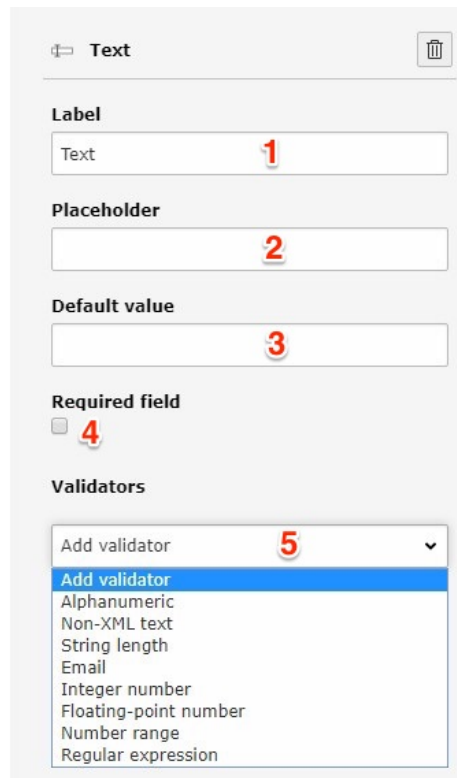 Text
Label
Text 1
Placeholder
2
Default value
3
Required field
4
Validators
Add validator 5
Add validator
Alphanumeric
Non-XML text
String length
Email
Integer number
Floating-point number
Number range
Regular expression